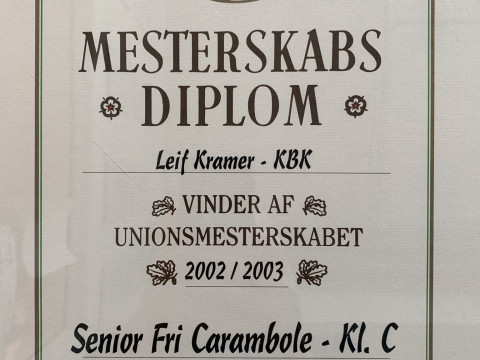 MESTERSKABS
DIPLOM
Leif Kramer - KBK
VINDER AF
UNIONSMESTERSKABET
2002 / 2003
Senior Fri Carambole - Kl. C